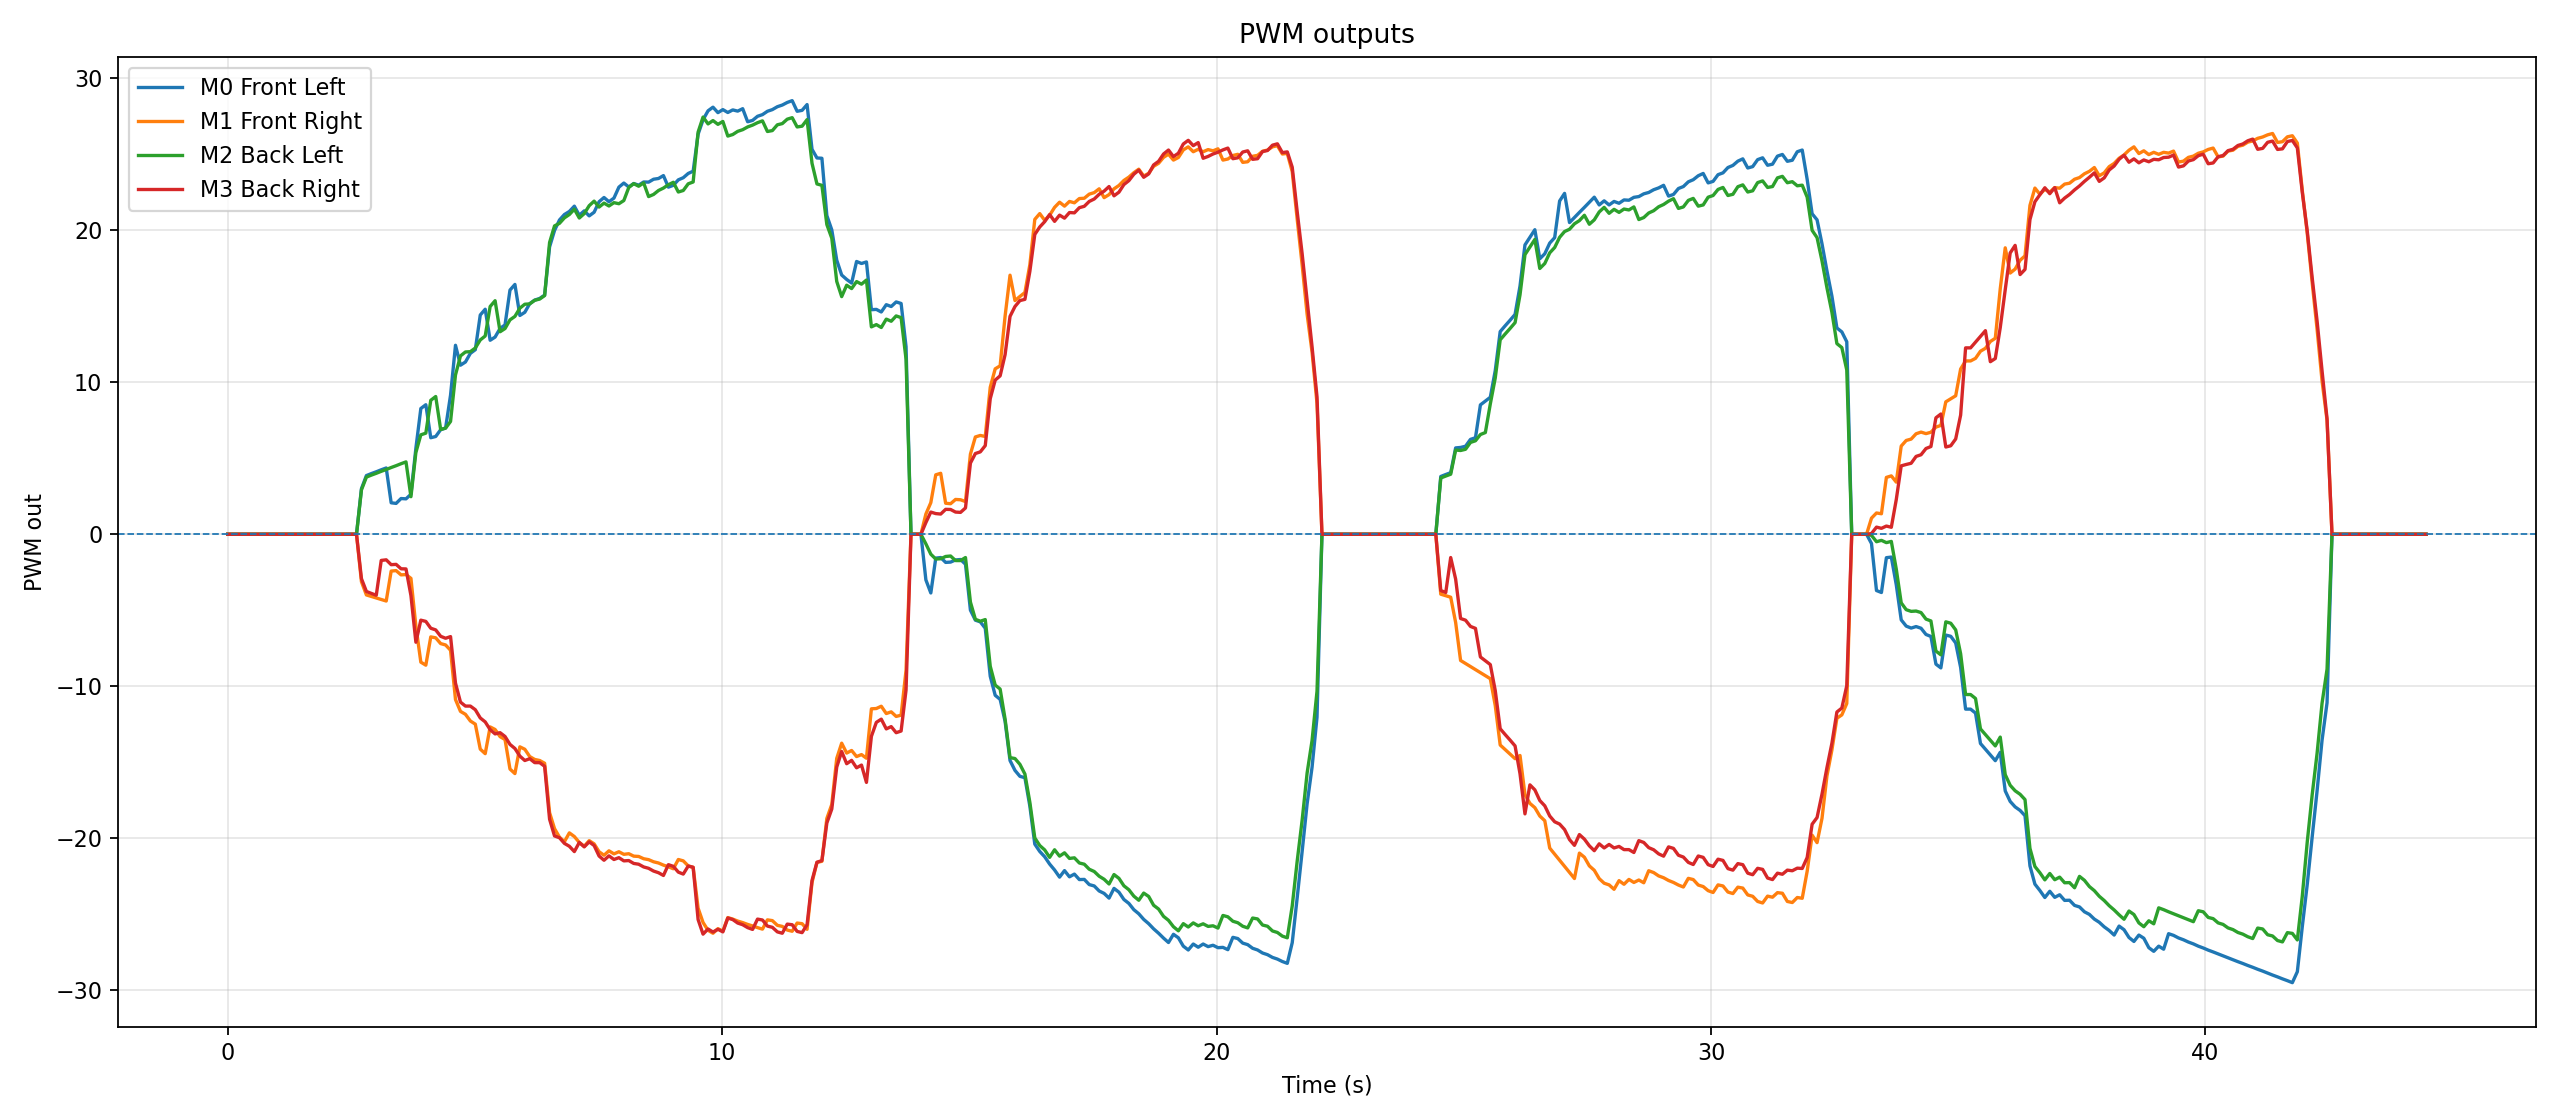 PWM outputs
M0 Front Left
M1 Front Right
M2 Back Left
M3 Back Right
PWM out
30
20
10
0
−10
−20
−30
0 10 20 30 40
Time (s)